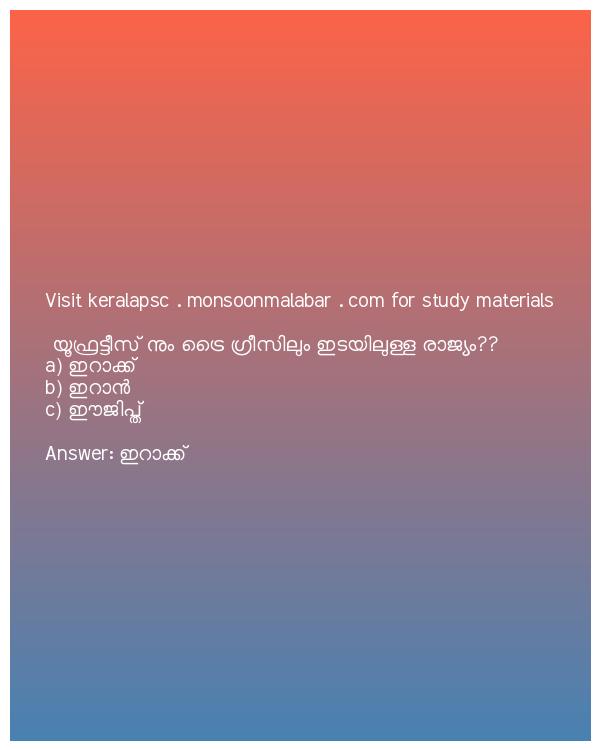 Visit keralapsc . monsoonmalabar . com for study materials
യൂഫ്രട്ടീസ് നും ട്രൈ ഗ്രീസിലും ഇടയിലുള്ള രാജ്യം??
a) ഇറാക്ക്
b) ഇറാൻ
c) ഈജിപ്ത്
Answer: ഇറാക്ക്